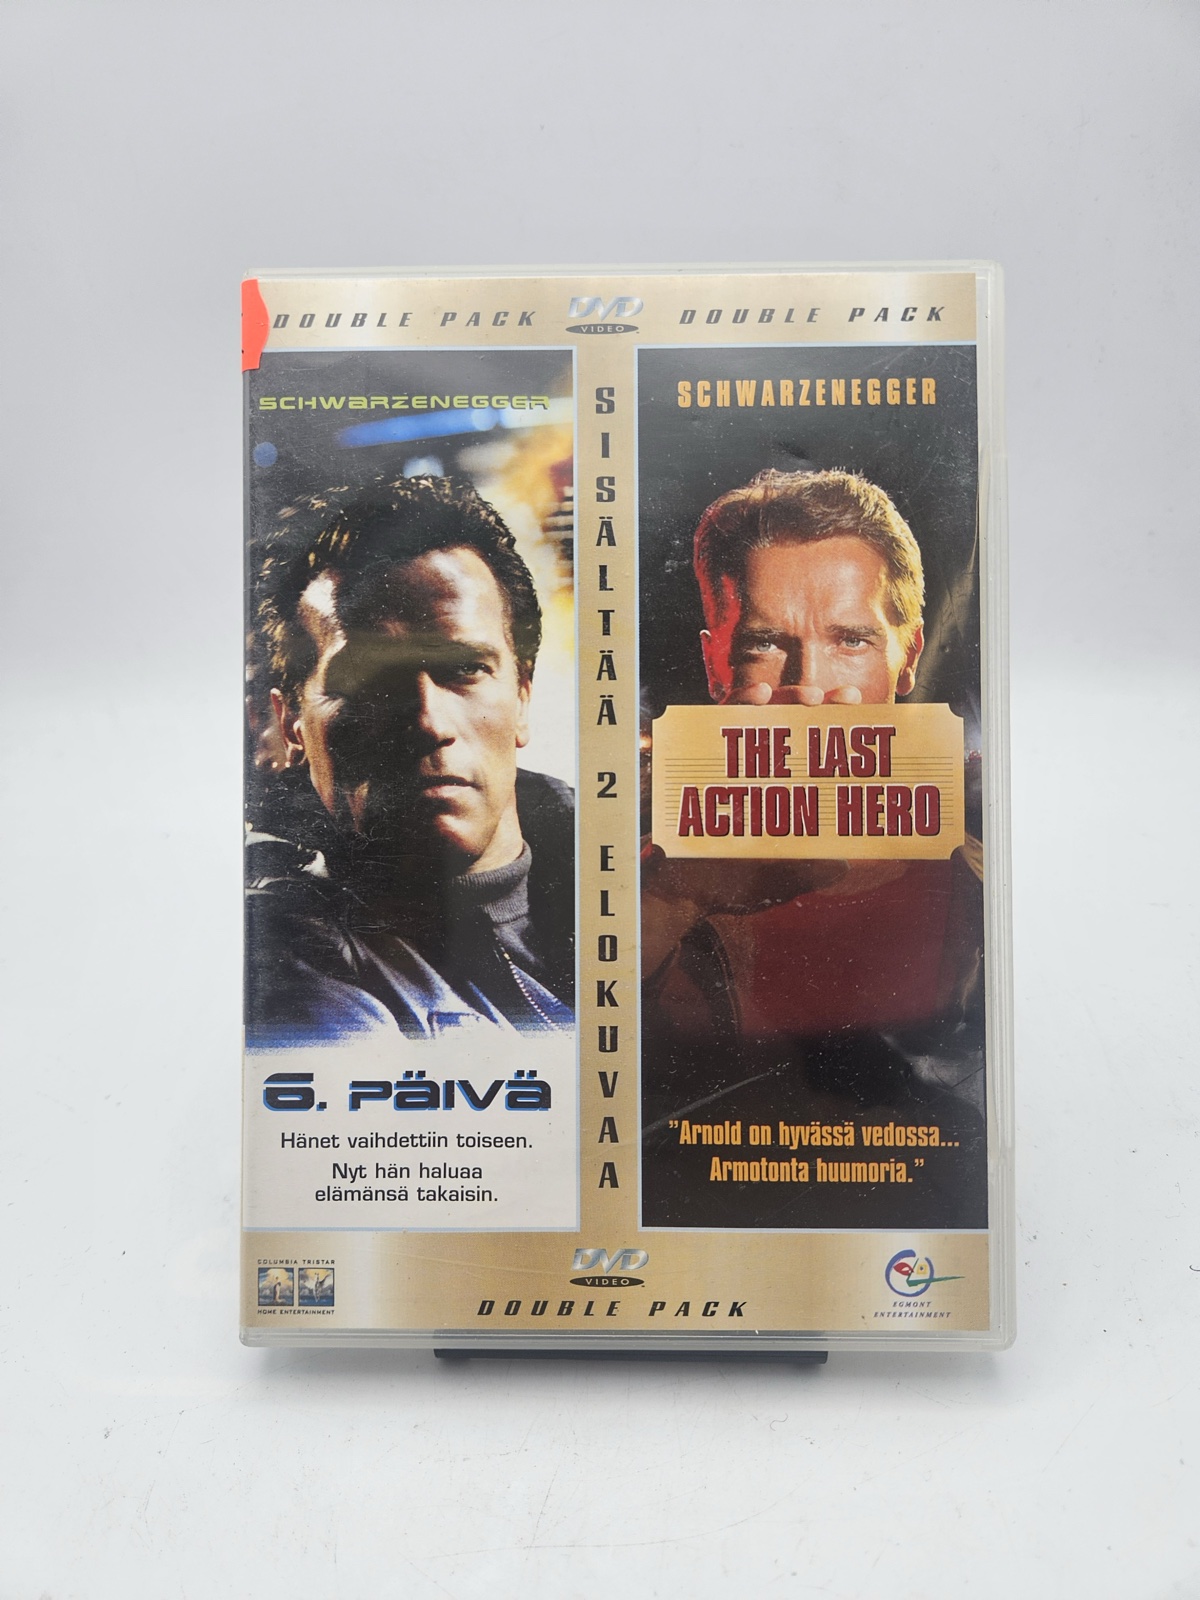 DOUBLE PACK
DVD
VIDEO
DOUBLE PACK
SCHWARZENEGGER
6. PÄIVÄ
Hänet vaihdettiin toiseen.
Nyt hän haluaa
elämänsä takaisin.
SISÄLTÄÄ 2 ELOKUVAA
SCHWARZENEGGER
THE LAST
ACTION HERO
"Arnold on hyvässä vedossa...
Armotonta huumoria."
COLUMBIA TRISTAR
HOME ENTERTAINMENT
DVD
VIDEO
DOUBLE PACK
EGMONT
ENTERTAINMENT